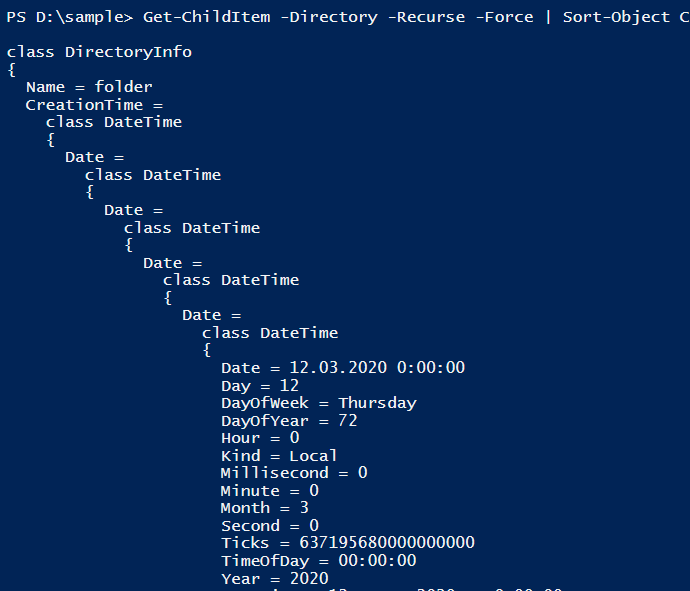 PS D:\sample> Get-ChildItem -Directory -Recurse -Force | Sort-Object C
class DirectoryInfo
{
Name = folder
CreationTime =
class DateTime
{
Date =
class DateTime
{
Date =
class DateTime
{
Date =
class DateTime
{
Date =
class DateTime
{
Date = 12.03.2020 0:00:00
Day = 12
DayOfWeek = Thursday
DayOfYear = 72
Hour = 0
Kind = Local
Millisecond = 0
Minute = 0
Month = 3
Second = 0
Ticks = 637195680000000000
TimeOfDay = 00:00:00
Year = 2020